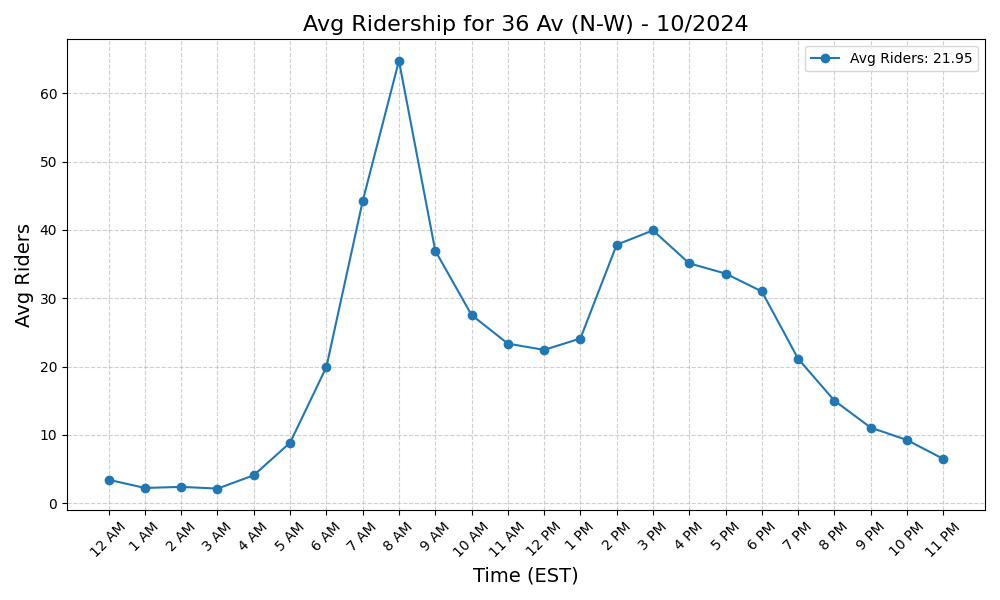 Avg Ridership for 36 Av (N-W) - 10/2024
Avg Riders: 21.95
Avg Riders
60
50
40
30
20
10
0
12 AM 1 AM 2 AM 3 AM 4 AM 5 AM 6 AM 7 AM 8 AM 9 AM 10 AM 11 AM 12 PM 1 PM 2 PM 3 PM 4 PM 5 PM 6 PM 7 PM 8 PM 9 PM 10 PM 11 PM
Time (EST)